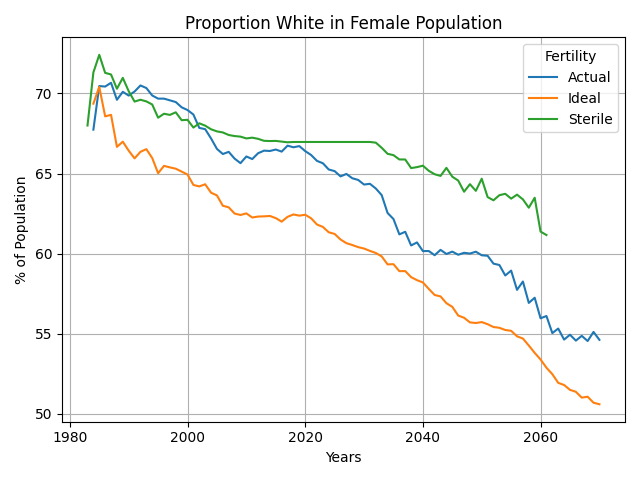 Proportion White in Female Population
% of Population
70
65
60
55
50
1980
2000
2020
2040
2060
Years
Fertility
Actual
Ideal
Sterile